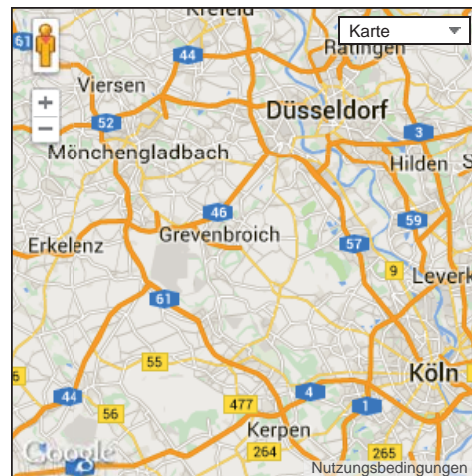 Krefeld
Karte
61
44
Ratingen
Viersen
+
Düsseldorf
−
52
3
Mönchengladbach
Hilden
S
46
59
Erkelenz
Grevenbroich
57
9
Leverk
61
55
Köln
44
4
477
1
56
Kerpen
Google
264
265
Nutzungsbedingungen